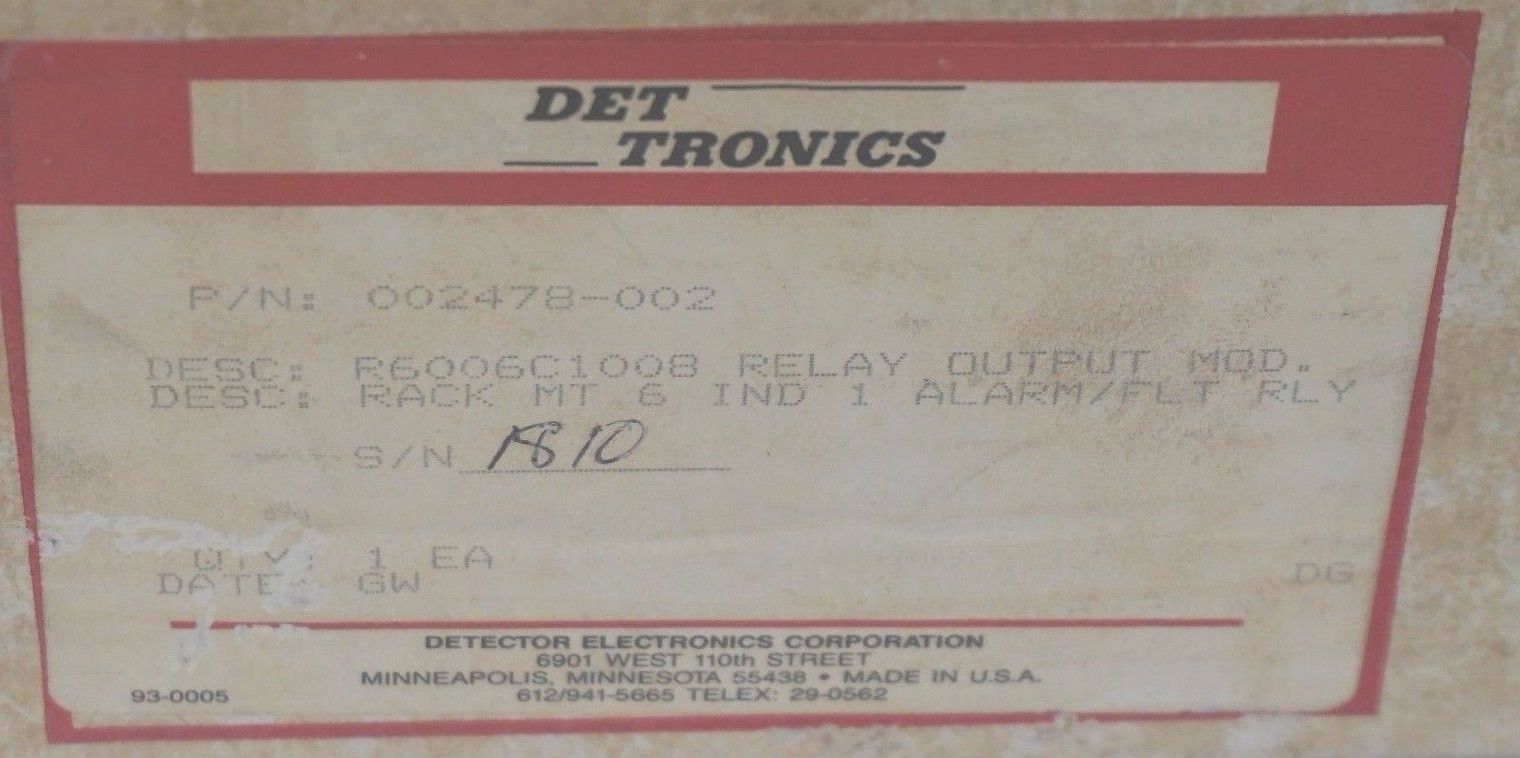 DET
TRONICS
P/N: 002478-002
DESC: R6006C1008 RELAY OUTPUT MOD.
DESC: RACK MT 6 IND 1 ALARM/FLT RLY
S/N 1810
QTY: 1 EA
DATE: GW
DG
DETECTOR ELECTRONICS CORPORATION
6901 WEST 110th STREET
MINNEAPOLIS, MINNESOTA 55438 • MADE IN U.S.A.
93-0005 612/941-5665 TELEX: 29-0562